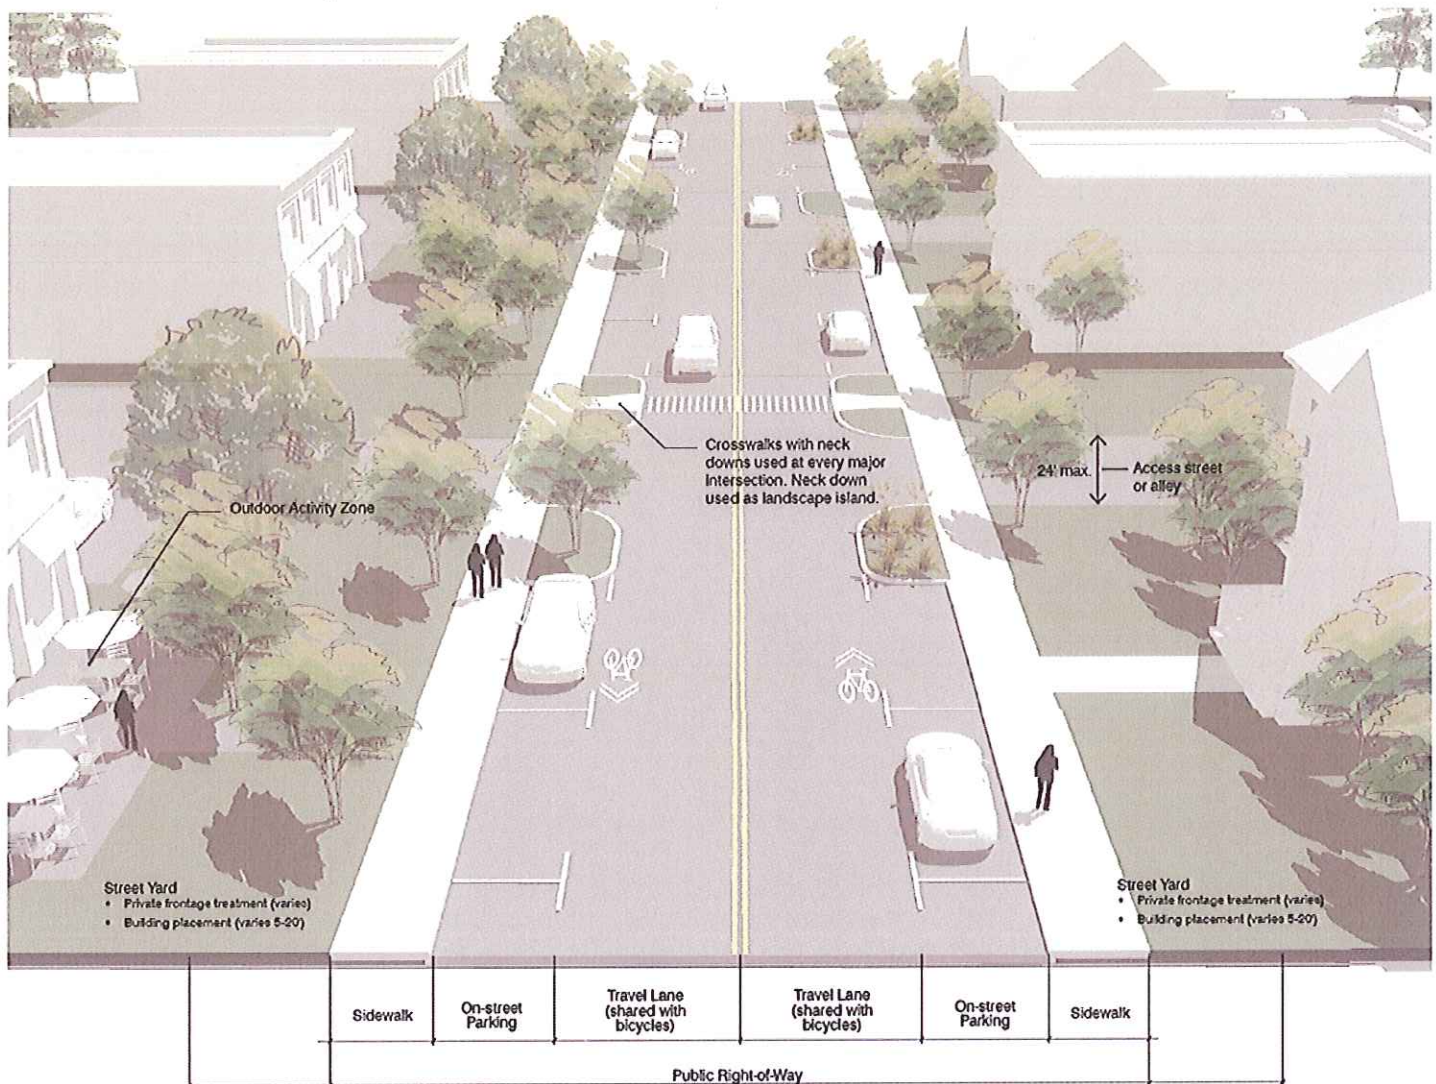 Crosswalks with neck
downs used at every major
intersection. Neck down
used as landscape island.
24' max.
Access street
or alley
Outdoor Activity Zone
Street Yard
• Private frontage treatment (varies)
• Building placement (varies 5-20')
Street Yard
• Private frontage treatment (varies)
• Building placement (varies 5-20')
Sidewalk
On-street
Parking
Travel Lane
(shared with
bicycles)
Travel Lane
(shared with
bicycles)
On-street
Parking
Sidewalk
Public Right-of-Way